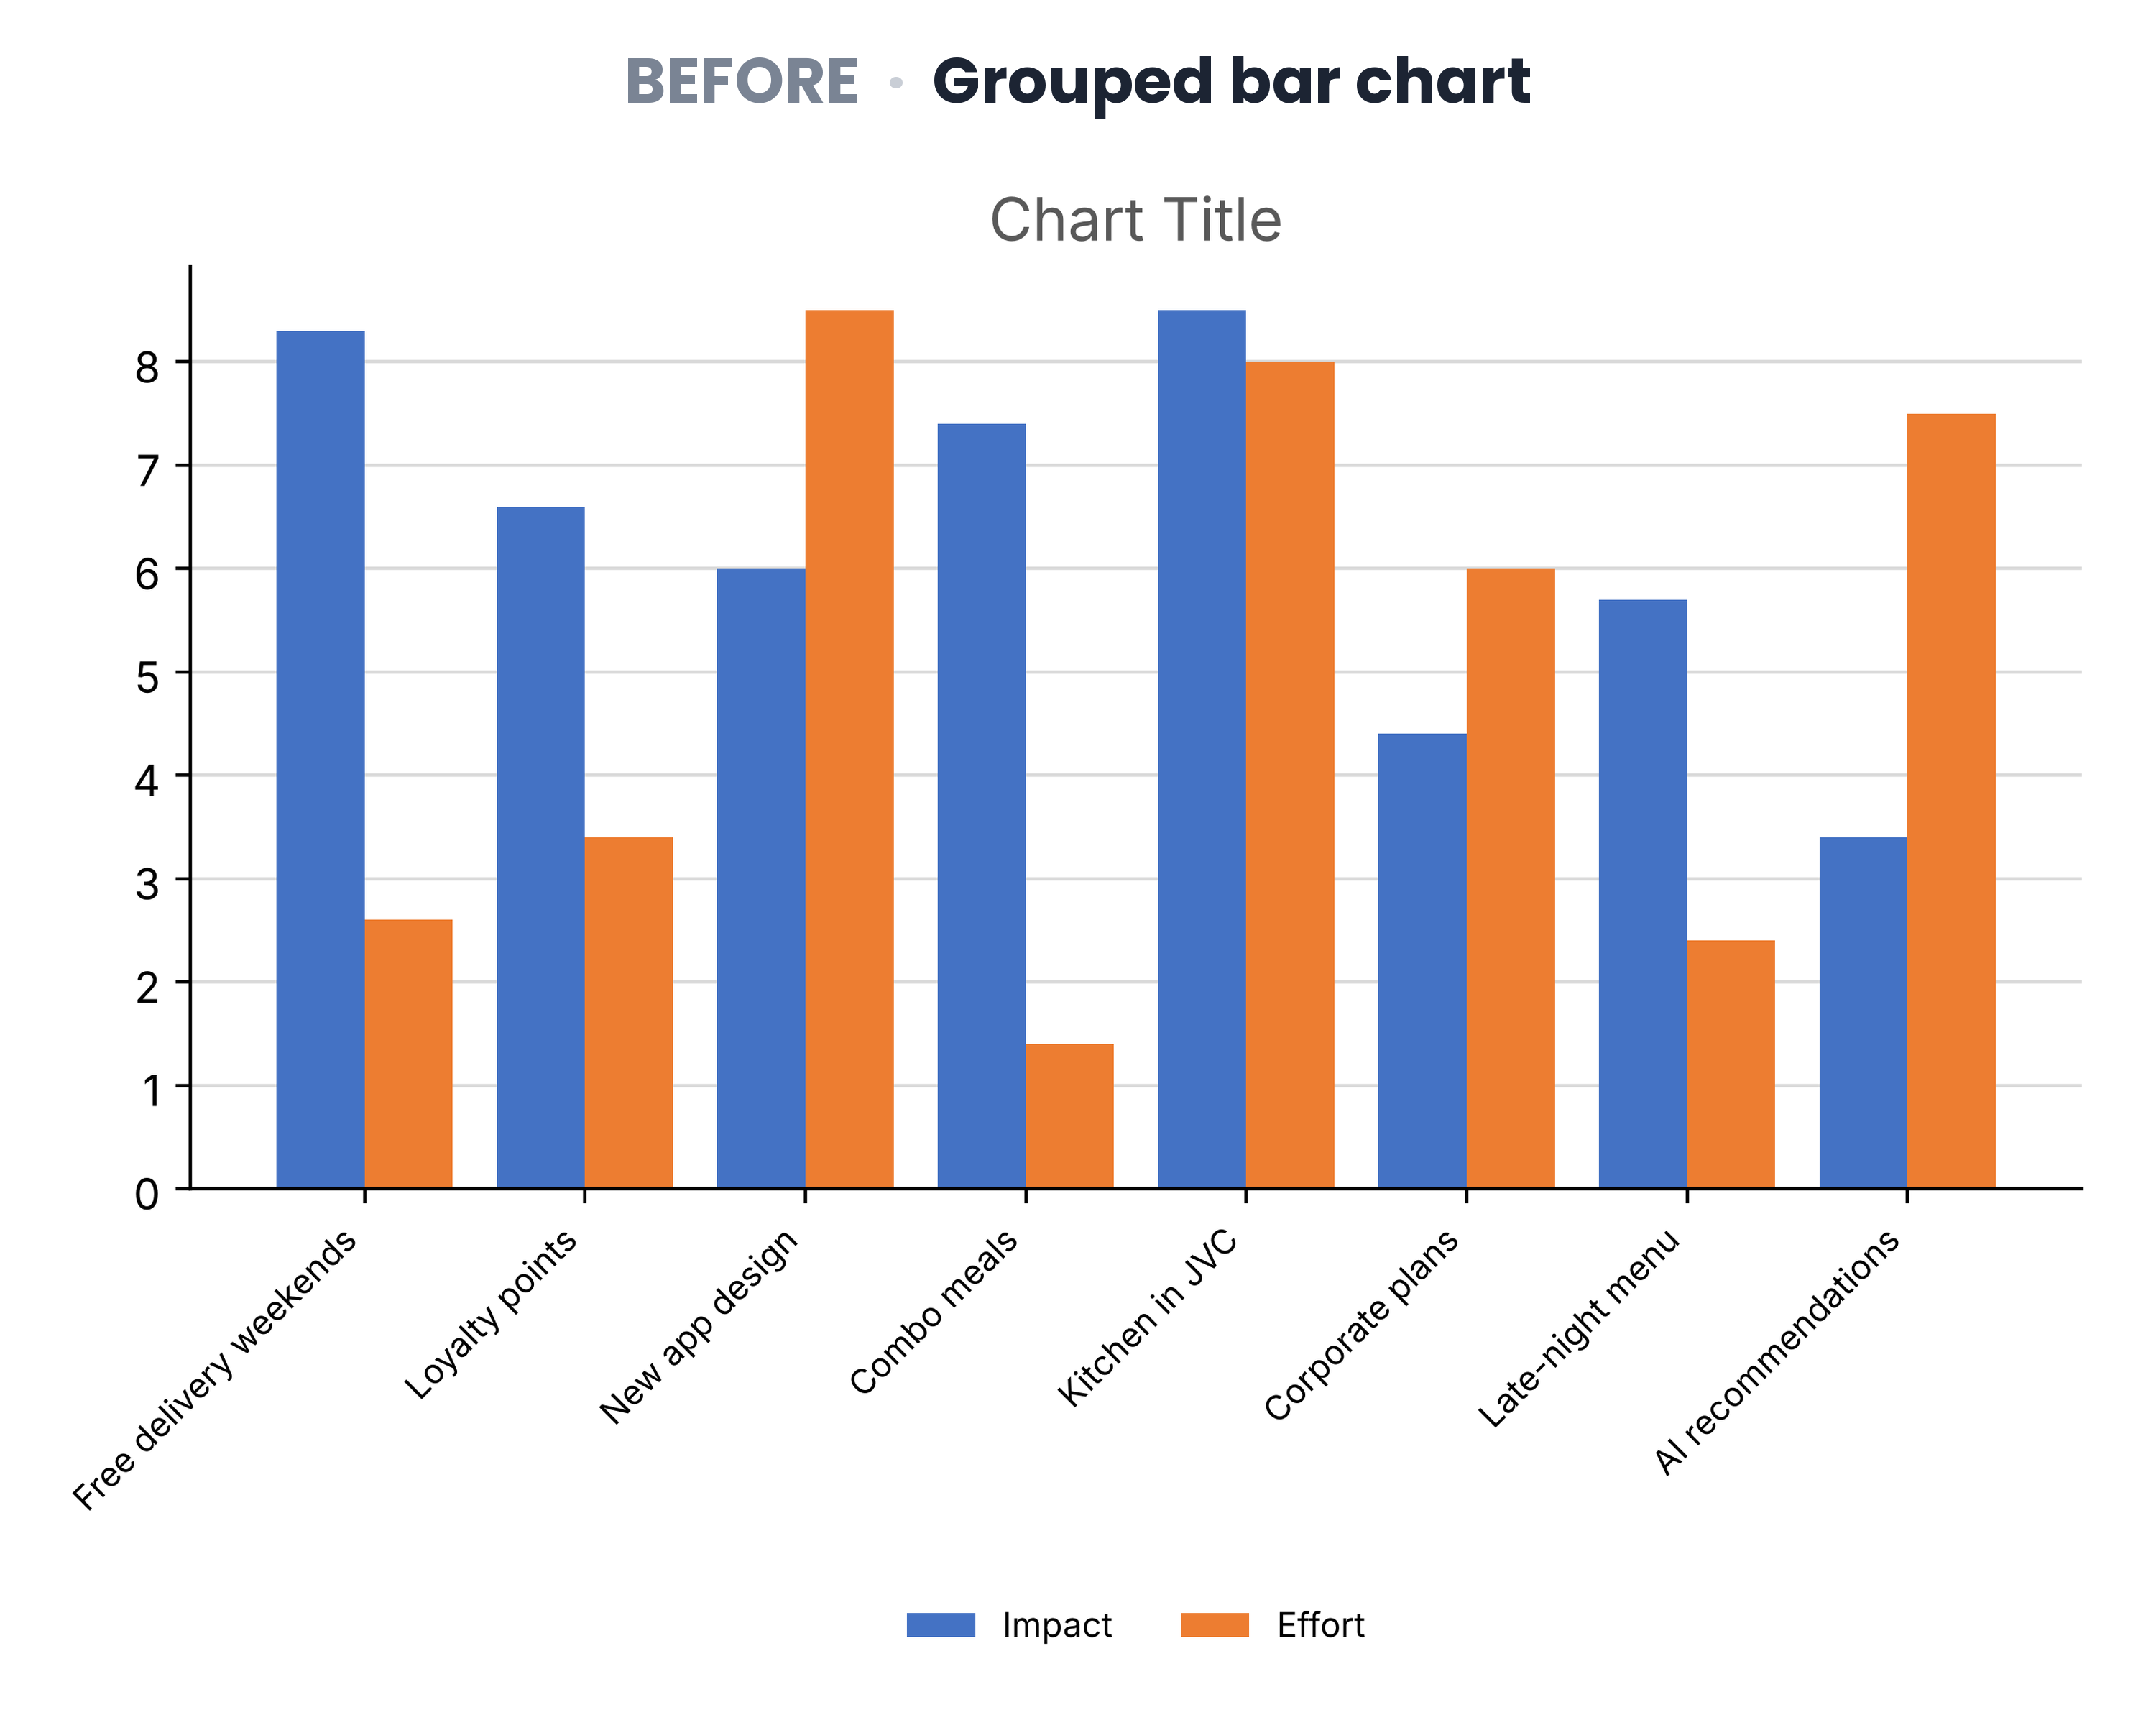 BEFORE • Grouped bar chart
Chart Title
8
7
6
5
4
3
2
1
0
Free delivery weekends
Loyalty points
New app design
Combo meals
Kitchen in JVC
Corporate plans
Late-night menu
AI recommendations
Impact
Effort